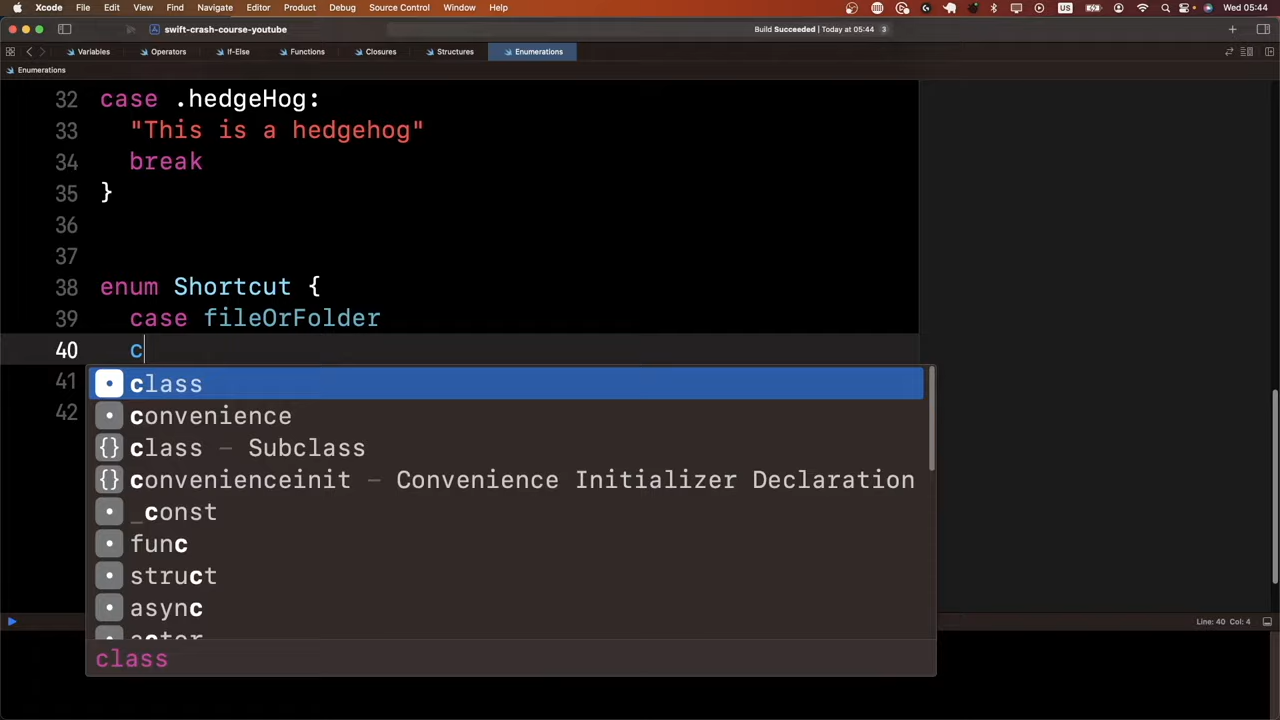 Xcode File Edit View Find Navigate Editor Product Debug Source Control Window Help US Wed 05:44
swift-crash-course-youtube Build Succeeded | Today at 05:44 3
Variables Operators If-Else Functions Closures Structures Enumerations
Enumerations
32 case .hedgeHog:
33 "This is a hedgehog"
34 break
35 }
36
37
38 enum Shortcut {
39 case fileOrFolder
40 c
41 class
convenience
42 class – Subclass
convenienceinit – Convenience Initializer Declaration
_const
func
struct
async
actor
Line: 40 Col: 4
class